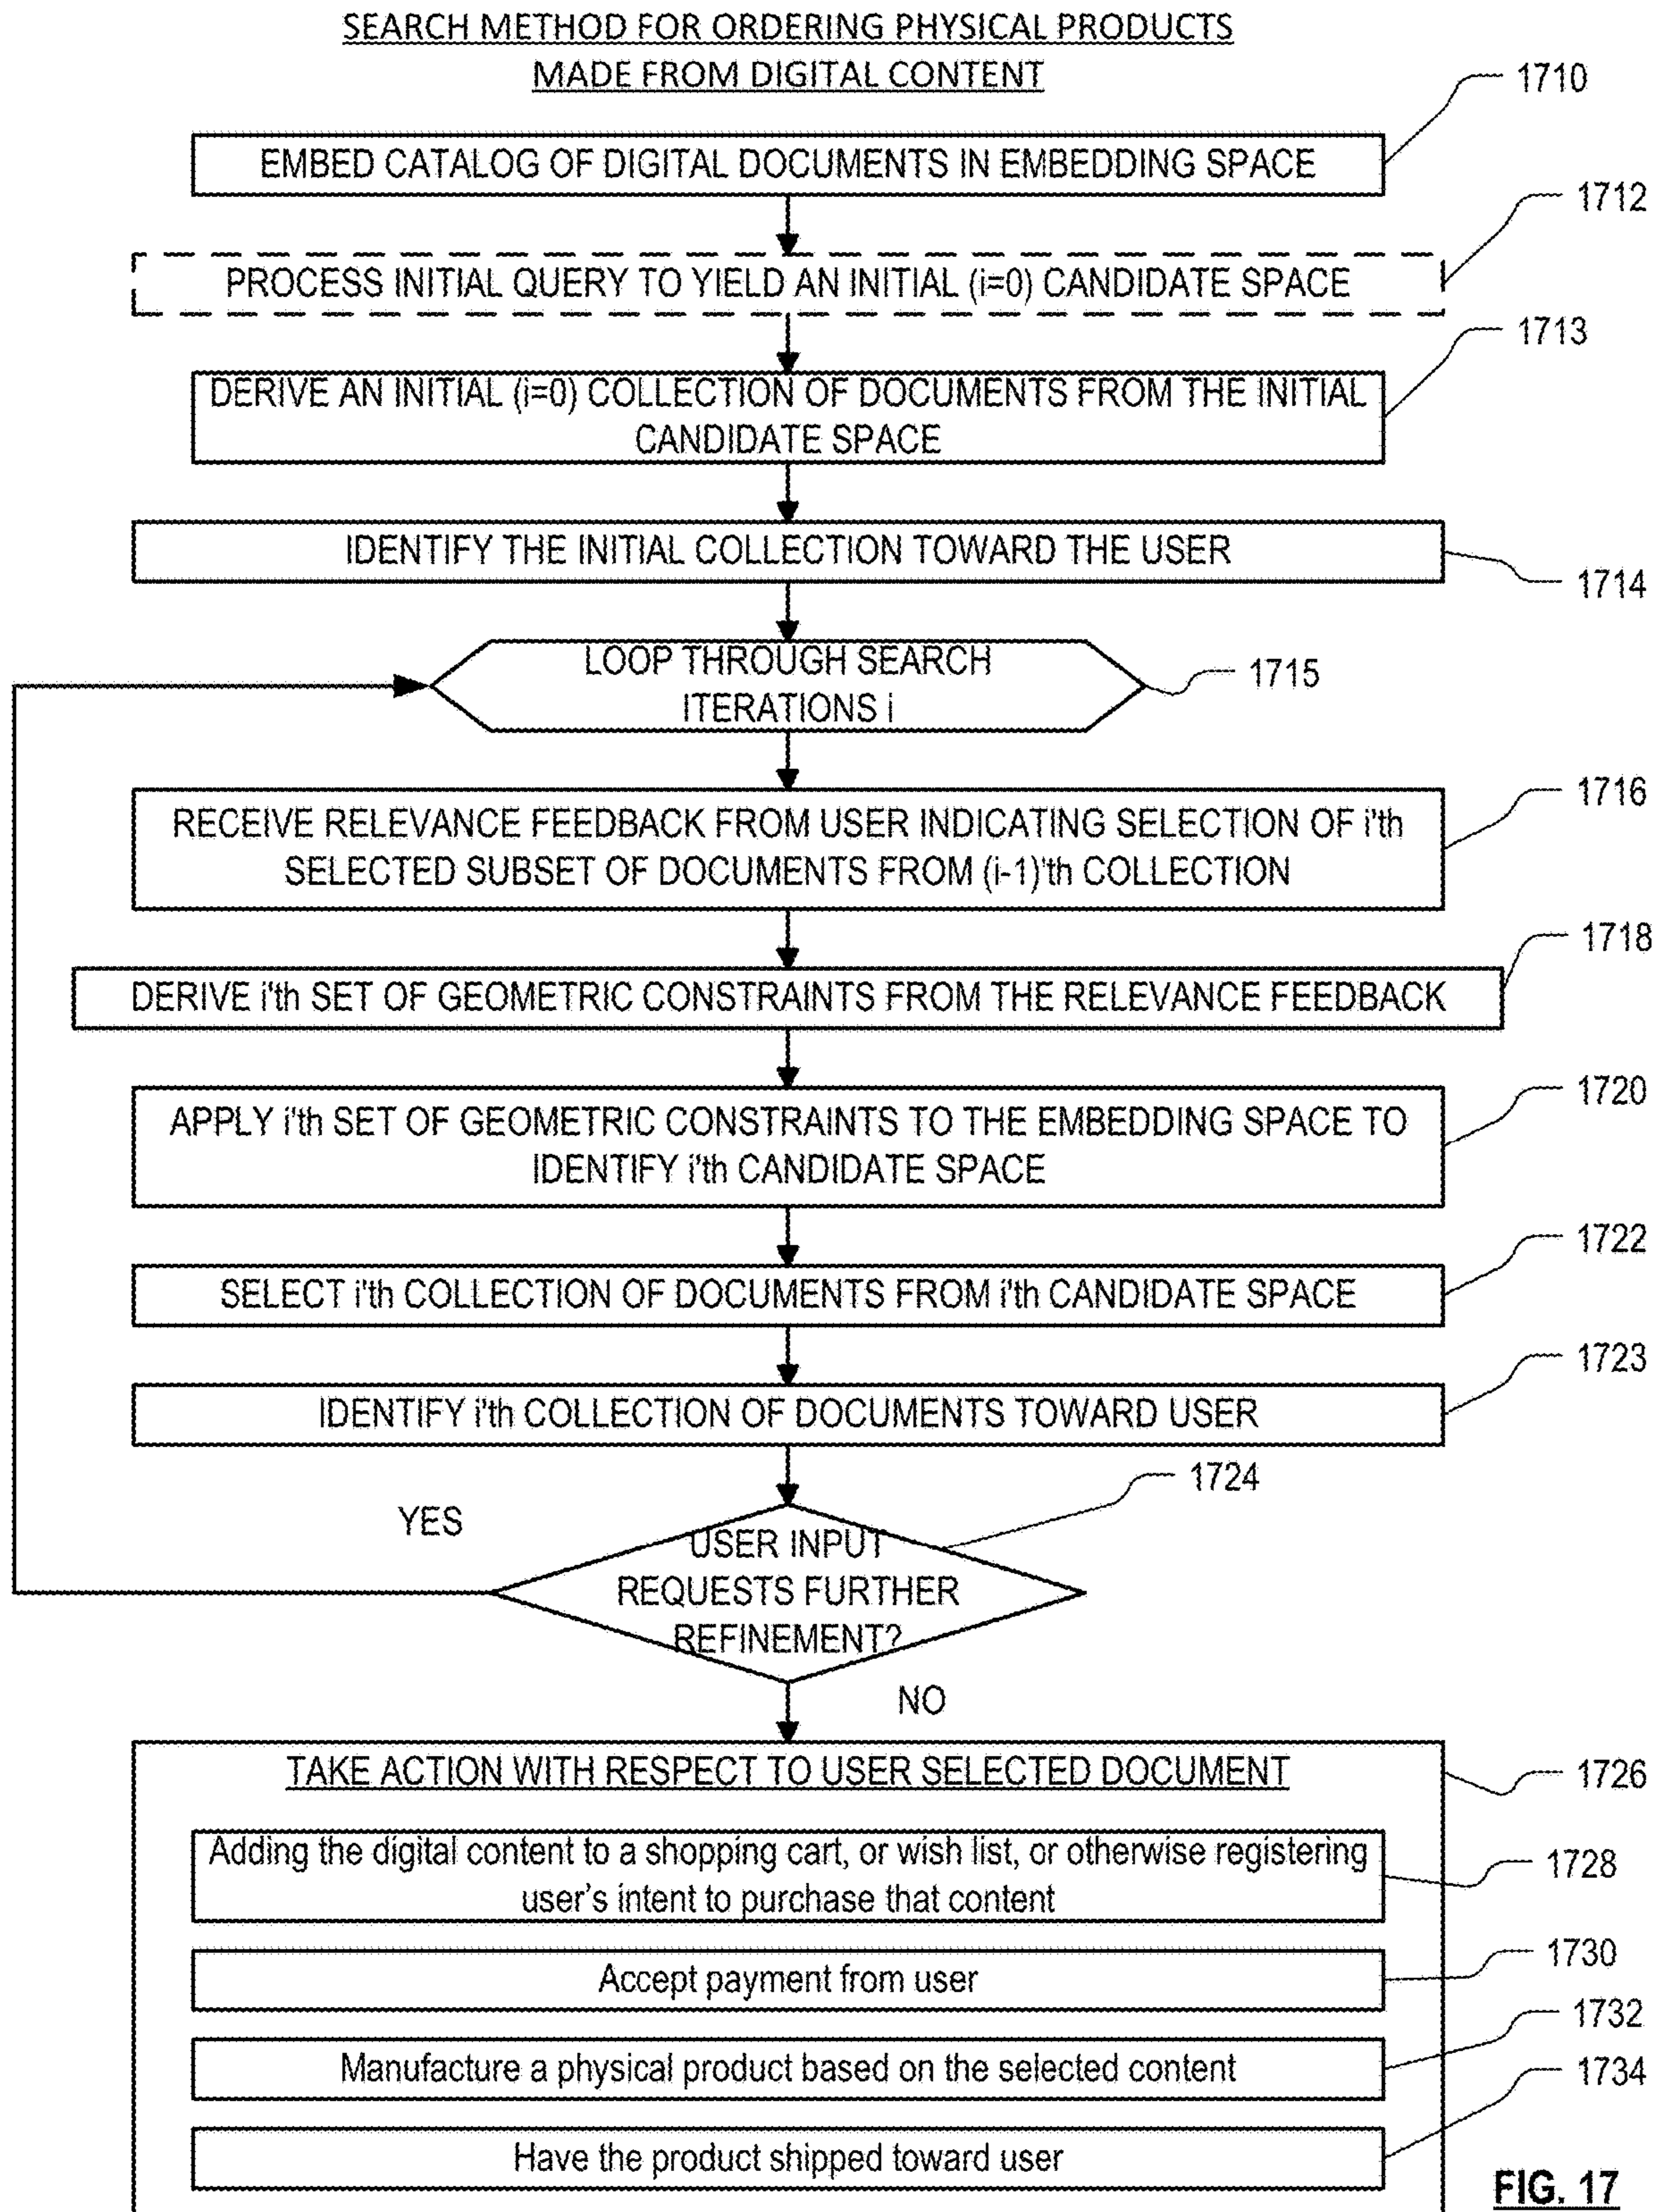 SEARCH METHOD FOR ORDERING PHYSICAL PRODUCTS
MADE FROM DIGITAL CONTENT
1710
EMBED CATALOG OF DIGITAL DOCUMENTS IN EMBEDDING SPACE
1712
PROCESS INITIAL QUERY TO YIELD AN INITIAL (i=0) CANDIDATE SPACE
1713
DERIVE AN INITIAL (i=0) COLLECTION OF DOCUMENTS FROM THE INITIAL
CANDIDATE SPACE
IDENTIFY THE INITIAL COLLECTION TOWARD THE USER
1714
LOOP THROUGH SEARCH
ITERATIONS i
1715
1716
RECEIVE RELEVANCE FEEDBACK FROM USER INDICATING SELECTION OF i'th
SELECTED SUBSET OF DOCUMENTS FROM (i-1)'th COLLECTION
1718
DERIVE i'th SET OF GEOMETRIC CONSTRAINTS FROM THE RELEVANCE FEEDBACK
1720
APPLY i'th SET OF GEOMETRIC CONSTRAINTS TO THE EMBEDDING SPACE TO
IDENTIFY i'th CANDIDATE SPACE
1722
SELECT i'th COLLECTION OF DOCUMENTS FROM i'th CANDIDATE SPACE
1723
IDENTIFY i'th COLLECTION OF DOCUMENTS TOWARD USER
1724
YES
USER INPUT
REQUESTS FURTHER
REFINEMENT?
NO
TAKE ACTION WITH RESPECT TO USER SELECTED DOCUMENT
1726
Adding the digital content to a shopping cart, or wish list, or otherwise registering
user's intent to purchase that content
1728
1730
Accept payment from user
1732
Manufacture a physical product based on the selected content
1734
Have the product shipped toward user
FIG. 17